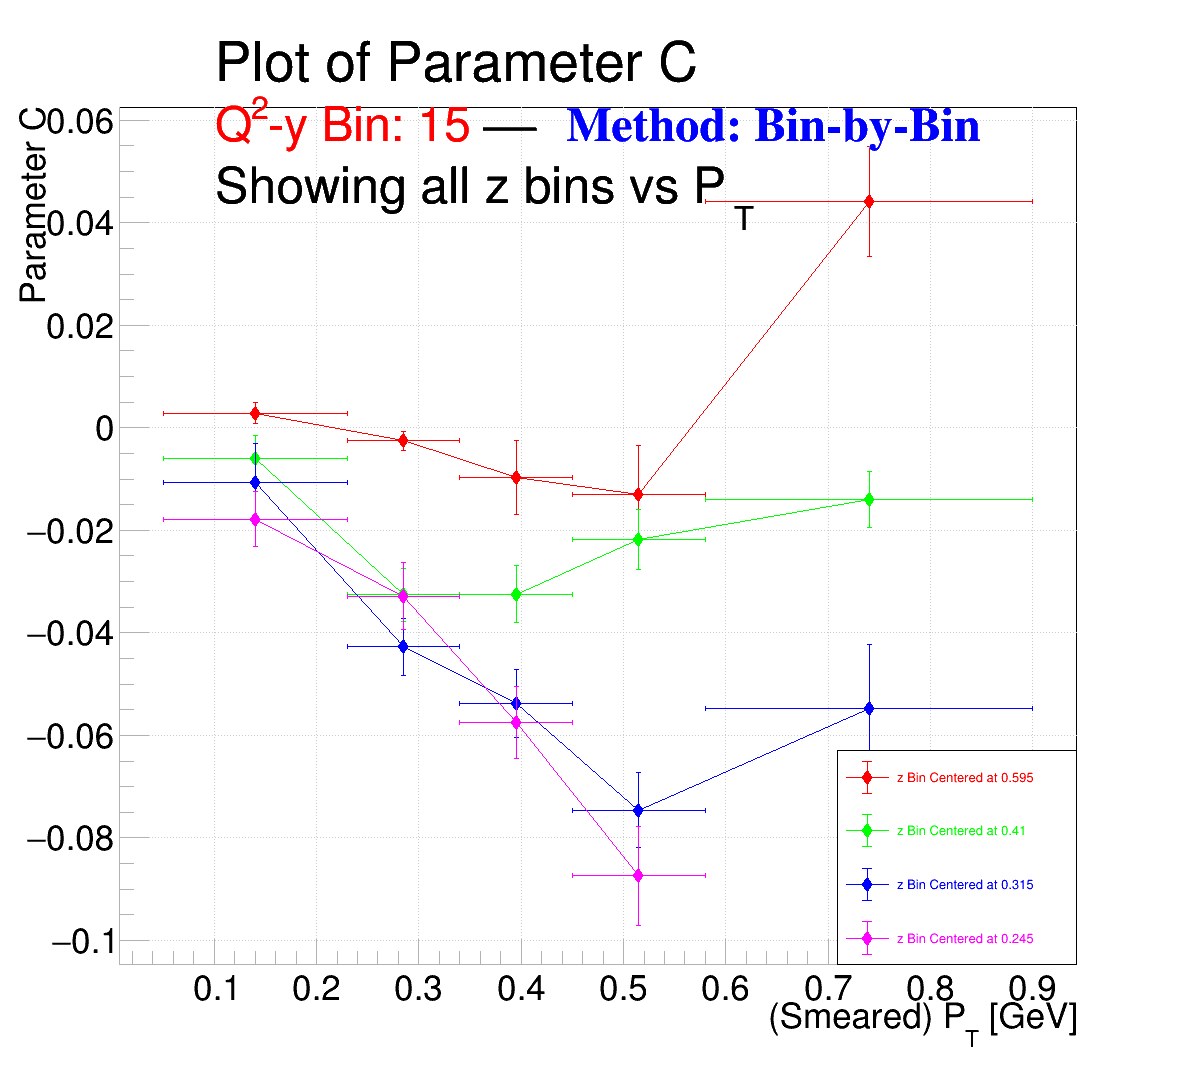 Plot of Parameter C
Q²-y Bin: 15 — Method: Bin-by-Bin
Showing all z bins vs P_T
Parameter C
0.06
0.04
0.02
0
−0.02
−0.04
−0.06
−0.08
−0.1
z Bin Centered at 0.595
z Bin Centered at 0.41
z Bin Centered at 0.315
z Bin Centered at 0.245
0.1 0.2 0.3 0.4 0.5 0.6 0.7 0.8 0.9
(Smeared) P_T [GeV]